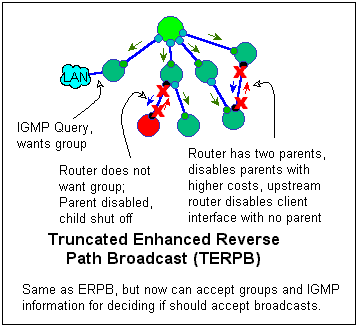 LAN
IGMP Query,
wants group
Router does not
want group;
Parent disabled,
child shut off
Router has two parents,
disables parents with
higher costs, upstream
router disables client
interface with no parent
Truncated Enhanced Reverse
Path Broadcast (TERPB)
Same as ERPB, but now can accept groups and IGMP
information for deciding if should accept broadcasts.